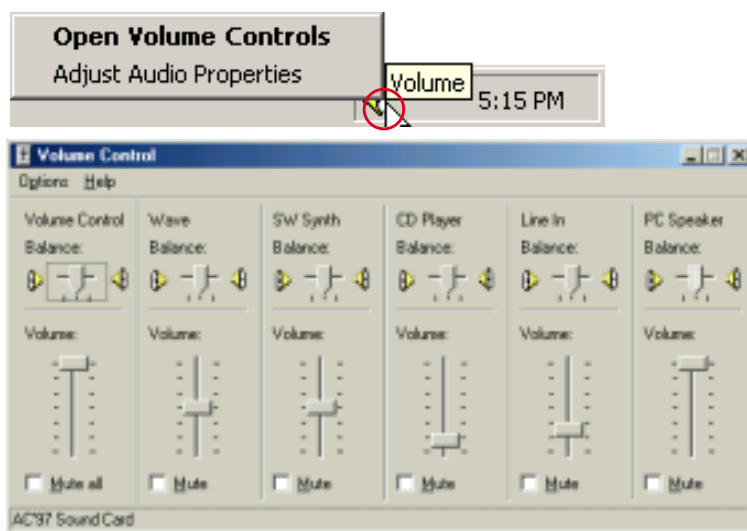 Open Volume Controls
Adjust Audio Properties
Volume
5:15 PM
Volume Control
Options Help
Volume Control Wave SW Synth CD Player Line In PC Speaker
Balance: Balance: Balance: Balance: Balance: Balance:
Volume: Volume: Volume: Volume: Volume: Volume:
Mute all Mute Mute Mute Mute Mute
AC'97 Sound Card